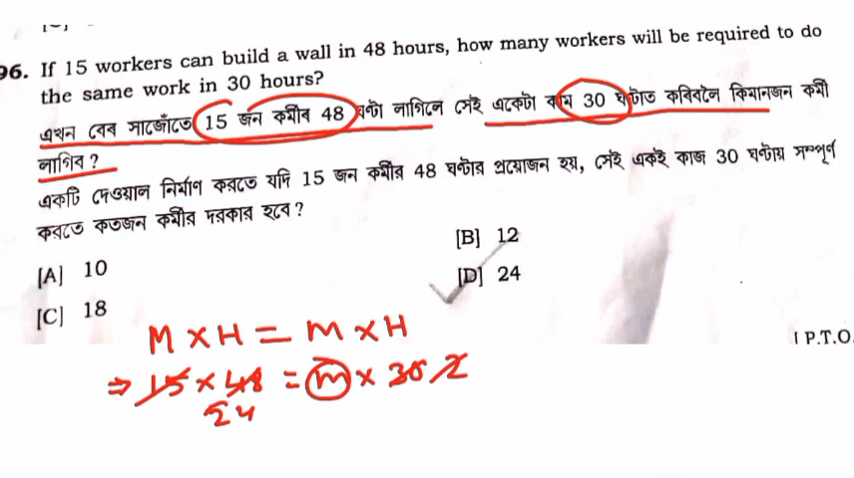 96. If 15 workers can build a wall in 48 hours, how many workers will be required to do
the same work in 30 hours?
এখন বেৰ সাজোঁতে 15 জন কৰ্মীৰ 48 ঘণ্টা লাগিলে সেই একেটা কাম 30 ঘণ্টাত কৰিবলৈ কিমানজন কৰ্মী
লাগিব ?
একটি দেওয়াল নির্মাণ করতে যদি 15 জন কর্মীর 48 ঘণ্টার প্রয়োজন হয়, সেই একই কাজ 30 ঘণ্টায় সম্পূর্ণ
করতে কতজন কর্মীর দরকার হবে ?
[A] 10
[B] 12
[C] 18
[D] 24
[ P.T.O.
M × H = m × H
⇒ 15 × 48 = m × 30 2
24